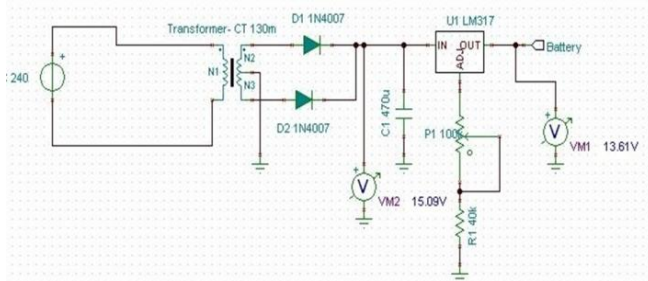 Transformer- CT 130m
D1 1N4007
U1 LM317
IN
OUT
ADJ
Battery
240
N1
N2
N3
D2 1N4007
C1 470u
P1 100k
VM1 13.61V
VM2 15.09V
R1 40k
V
V